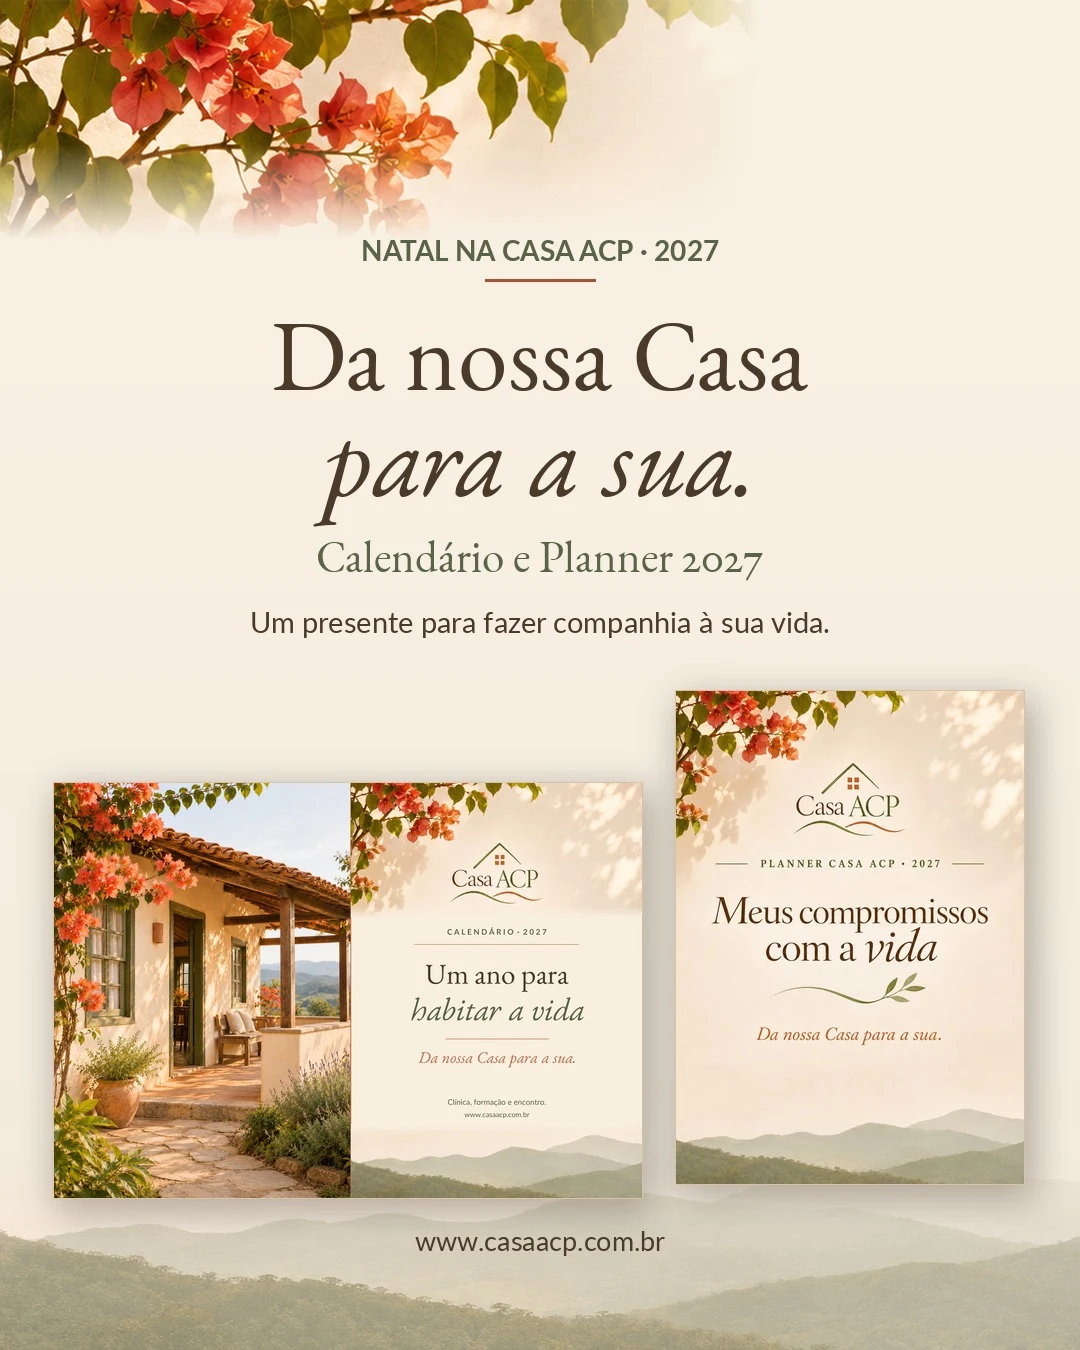 NATAL NA CASA ACP · 2027
Da nossa Casa
para a sua.
Calendário e Planner 2027
Um presente para fazer companhia à sua vida.
Casa ACP
CALENDÁRIO · 2027
Um ano para
habitar a vida
Da nossa Casa para a sua.
Clínica, formação e encontro.
www.casaacp.com.br
Casa ACP
PLANNER CASA ACP • 2027
Meus compromissos
com a vida
Da nossa Casa para a sua.
www.casaacp.com.br